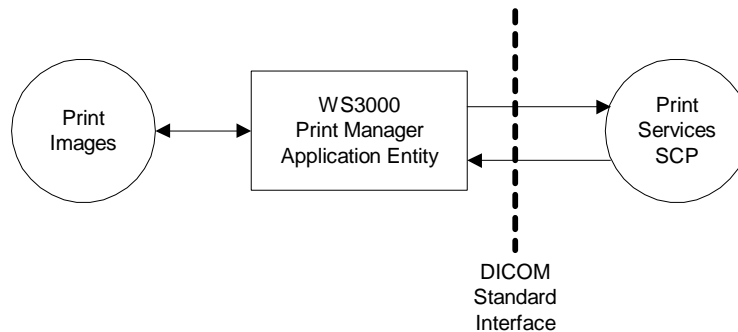 Print
Images
WS3000
Print Manager
Application Entity
Print
Services
SCP
DICOM
Standard
Interface